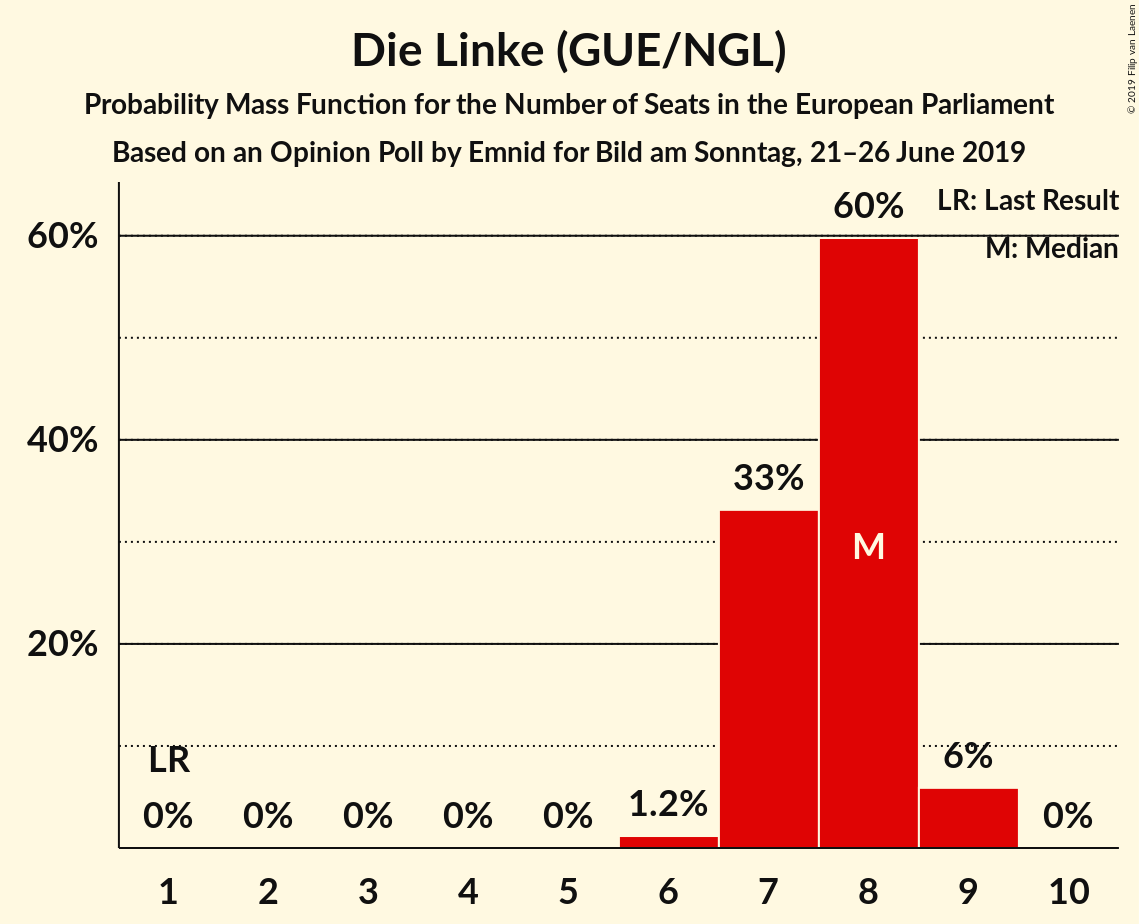 Die Linke (GUE/NGL)
Probability Mass Function for the Number of Seats in the European Parliament
Based on an Opinion Poll by Emnid for Bild am Sonntag, 21–26 June 2019
© 2019 Filip van Laenen
LR: Last Result
M: Median
60%
40%
20%
LR
0%
0%
0%
0%
0%
1.2%
33%
60%
M
6%
0%
1 2 3 4 5 6 7 8 9 10